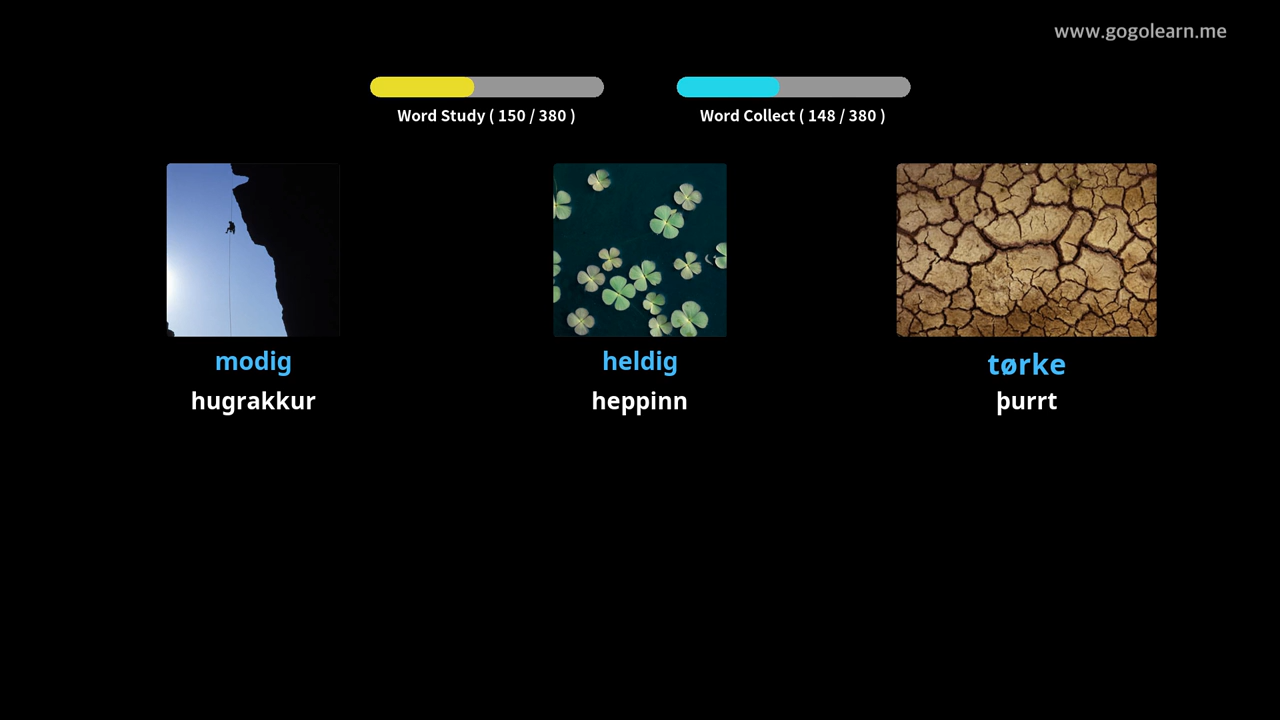 www.gogolearn.me
Word Study ( 150 / 380 )
Word Collect ( 148 / 380 )
modig
heldig
tørke
hugrakkur
heppinn
þurrt